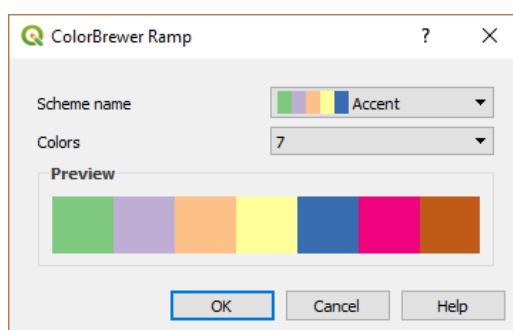 ColorBrewer Ramp ?
Scheme name Accent
Colors 7
Preview
OK Cancel Help